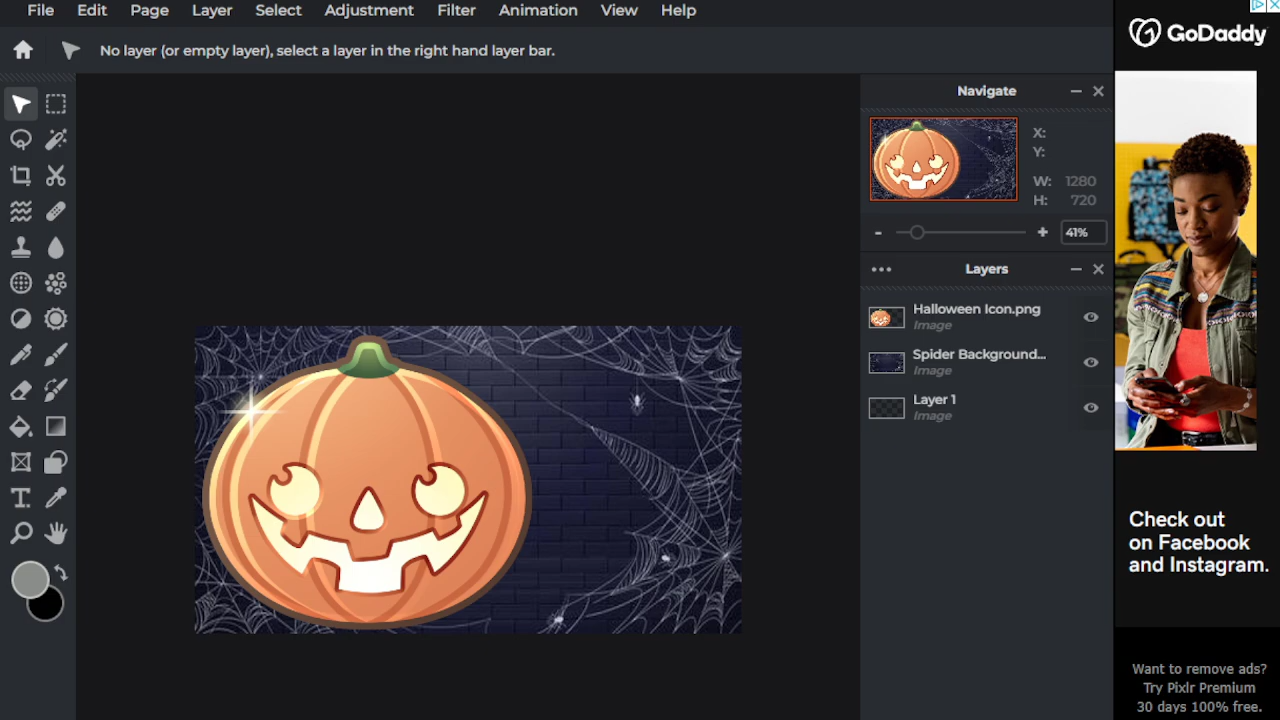 File Edit Page Layer Select Adjustment Filter Animation View Help
GoDaddy
No layer (or empty layer), select a layer in the right hand layer bar.
Navigate
X:
Y:
W: 1280
H: 720
- + 41%
Layers
Halloween Icon.png
Image
Spider Background...
Image
Layer 1
Image
T
Check out
on Facebook
and Instagram.
Want to remove ads?
Try Pixlr Premium
30 days 100% free.